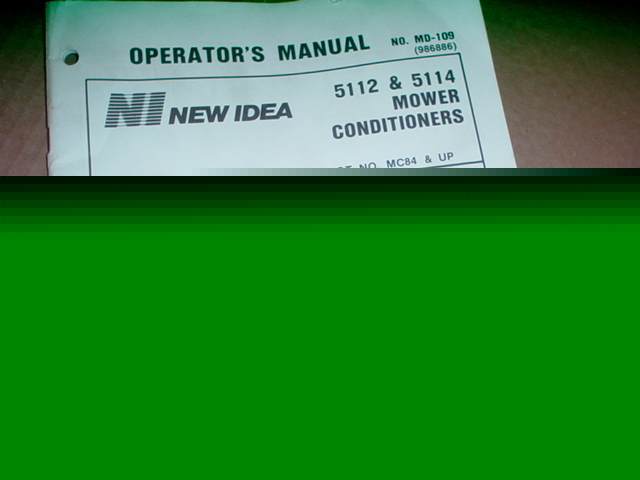 OPERATOR'S MANUAL NO. MD-109
(986886)
NI NEW IDEA
5112 & 5114
MOWER
CONDITIONERS
NO. MC84 & UP